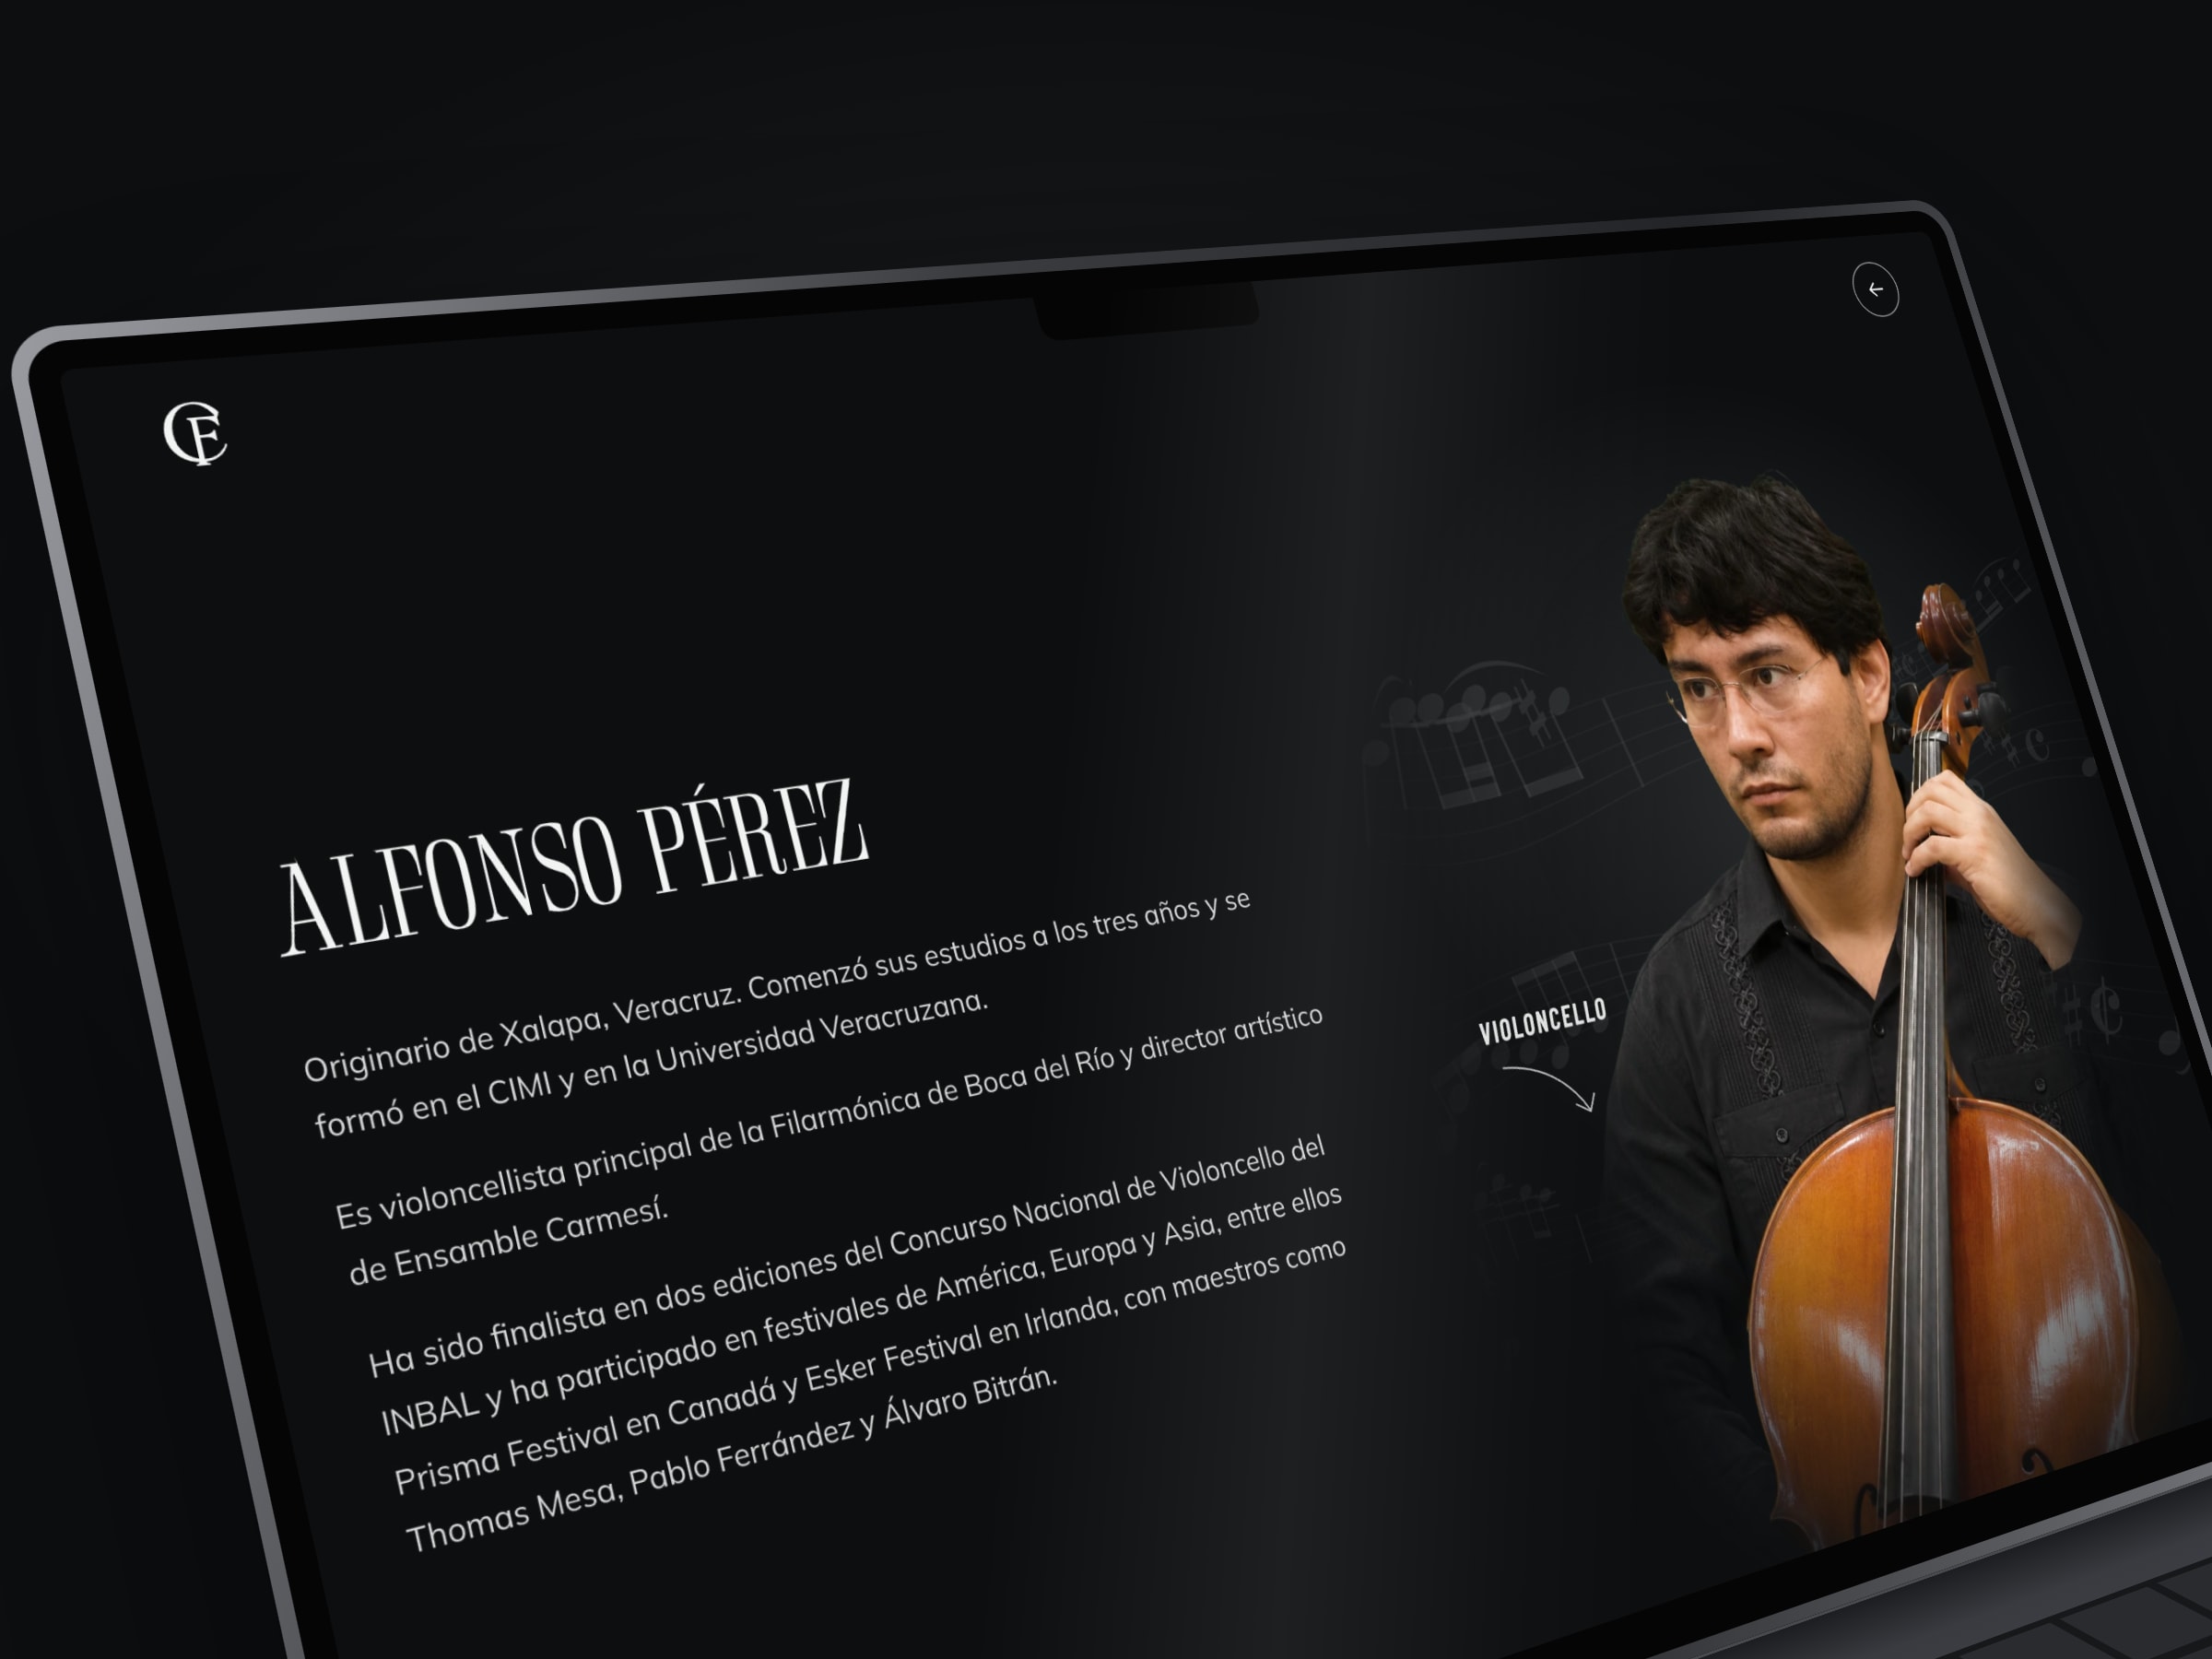 CE
ALFONSO PÉREZ
Originario de Xalapa, Veracruz. Comenzó sus estudios a los tres años y se
formó en el CIMI y en la Universidad Veracruzana.
Es violoncellista principal de la Filarmónica de Boca del Río y director artístico
de Ensamble Carmesí.
Ha sido finalista en dos ediciones del Concurso Nacional de Violoncello del
INBAL y ha participado en festivales de América, Europa y Asia, entre ellos
Prisma Festival en Canadá y Esker Festival en Irlanda, con maestros como
Thomas Mesa, Pablo Ferrández y Álvaro Bitrán.
VIOLONCELLO